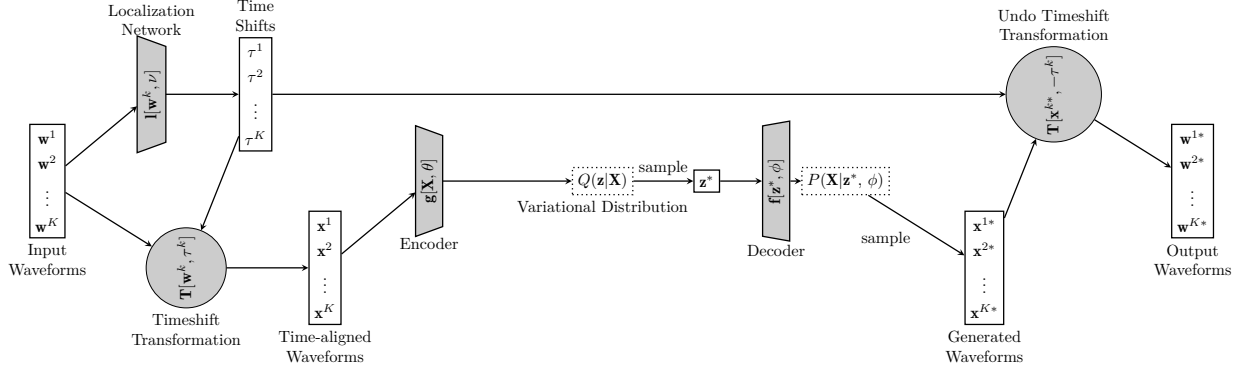 Localization
Network
l[w^k, ν]
Time
Shifts
τ^1
τ^2
⋮
τ^K
Undo Timeshift
Transformation
T[x^{k*}, −τ^k]
w^1
w^2
⋮
w^K
Input
Waveforms
T[w^k, τ^k]
Timeshift
Transformation
x^1
x^2
⋮
x^K
Time-aligned
Waveforms
g[X, θ]
Encoder
Q(z|X)
Variational Distribution
sample
z*
f[z*, ϕ]
Decoder
P(X|z*, ϕ)
sample
x^{1*}
x^{2*}
⋮
x^{K*}
Generated
Waveforms
w^{1*}
w^{2*}
⋮
w^{K*}
Output
Waveforms